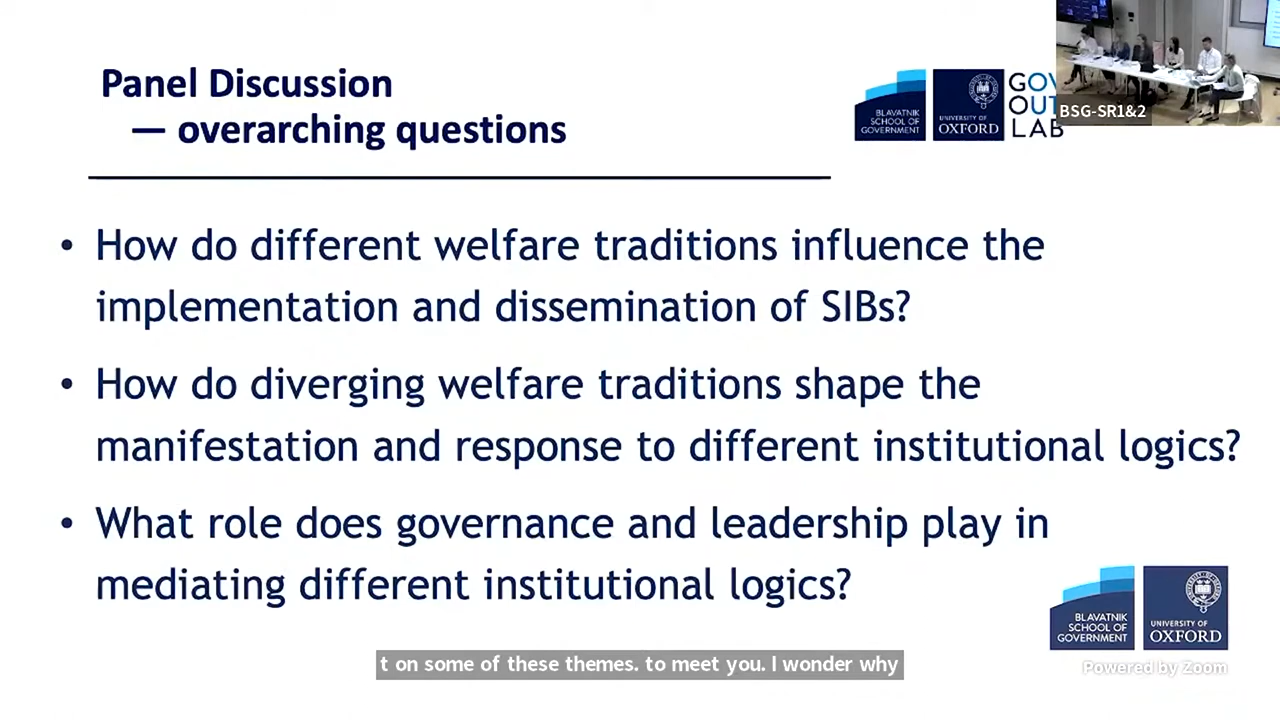 Panel Discussion
— overarching questions
BLAVATNIK
SCHOOL OF
GOVERNMENT
UNIVERSITY OF
OXFORD
GOV
OUT
LAB
BSG-SR1&2
• How do different welfare traditions influence the
implementation and dissemination of SIBs?
• How do diverging welfare traditions shape the
manifestation and response to different institutional logics?
• What role does governance and leadership play in
mediating different institutional logics?
BLAVATNIK
SCHOOL OF
GOVERNMENT
UNIVERSITY OF
OXFORD
t on some of these themes. to meet you. I wonder why
Powered by Zoom